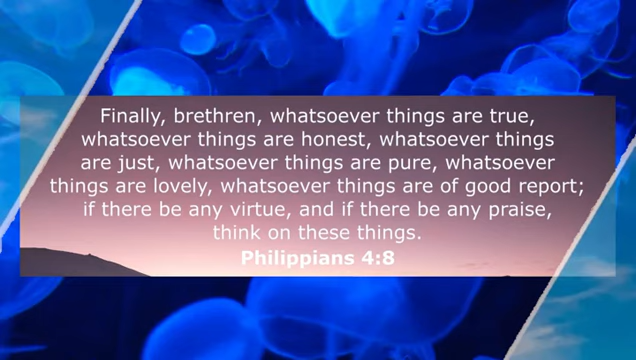 Finally, brethren, whatsoever things are true,
whatsoever things are honest, whatsoever things
are just, whatsoever things are pure, whatsoever
things are lovely, whatsoever things are of good report;
if there be any virtue, and if there be any praise,
think on these things.
Philippians 4:8